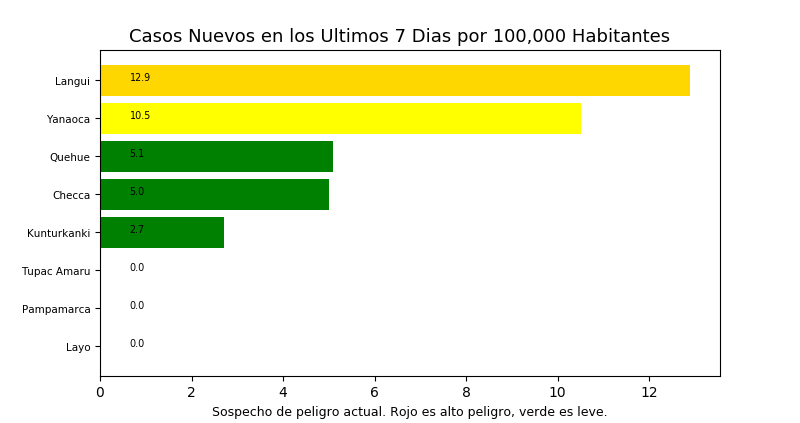 Casos Nuevos en los Ultimos 7 Dias por 100,000 Habitantes
Langui 12.9
Yanaoca 10.5
Quehue 5.1
Checca 5.0
Kunturkanki 2.7
Tupac Amaru 0.0
Pampamarca 0.0
Layo 0.0
0 2 4 6 8 10 12
Sospecho de peligro actual. Rojo es alto peligro, verde es leve.